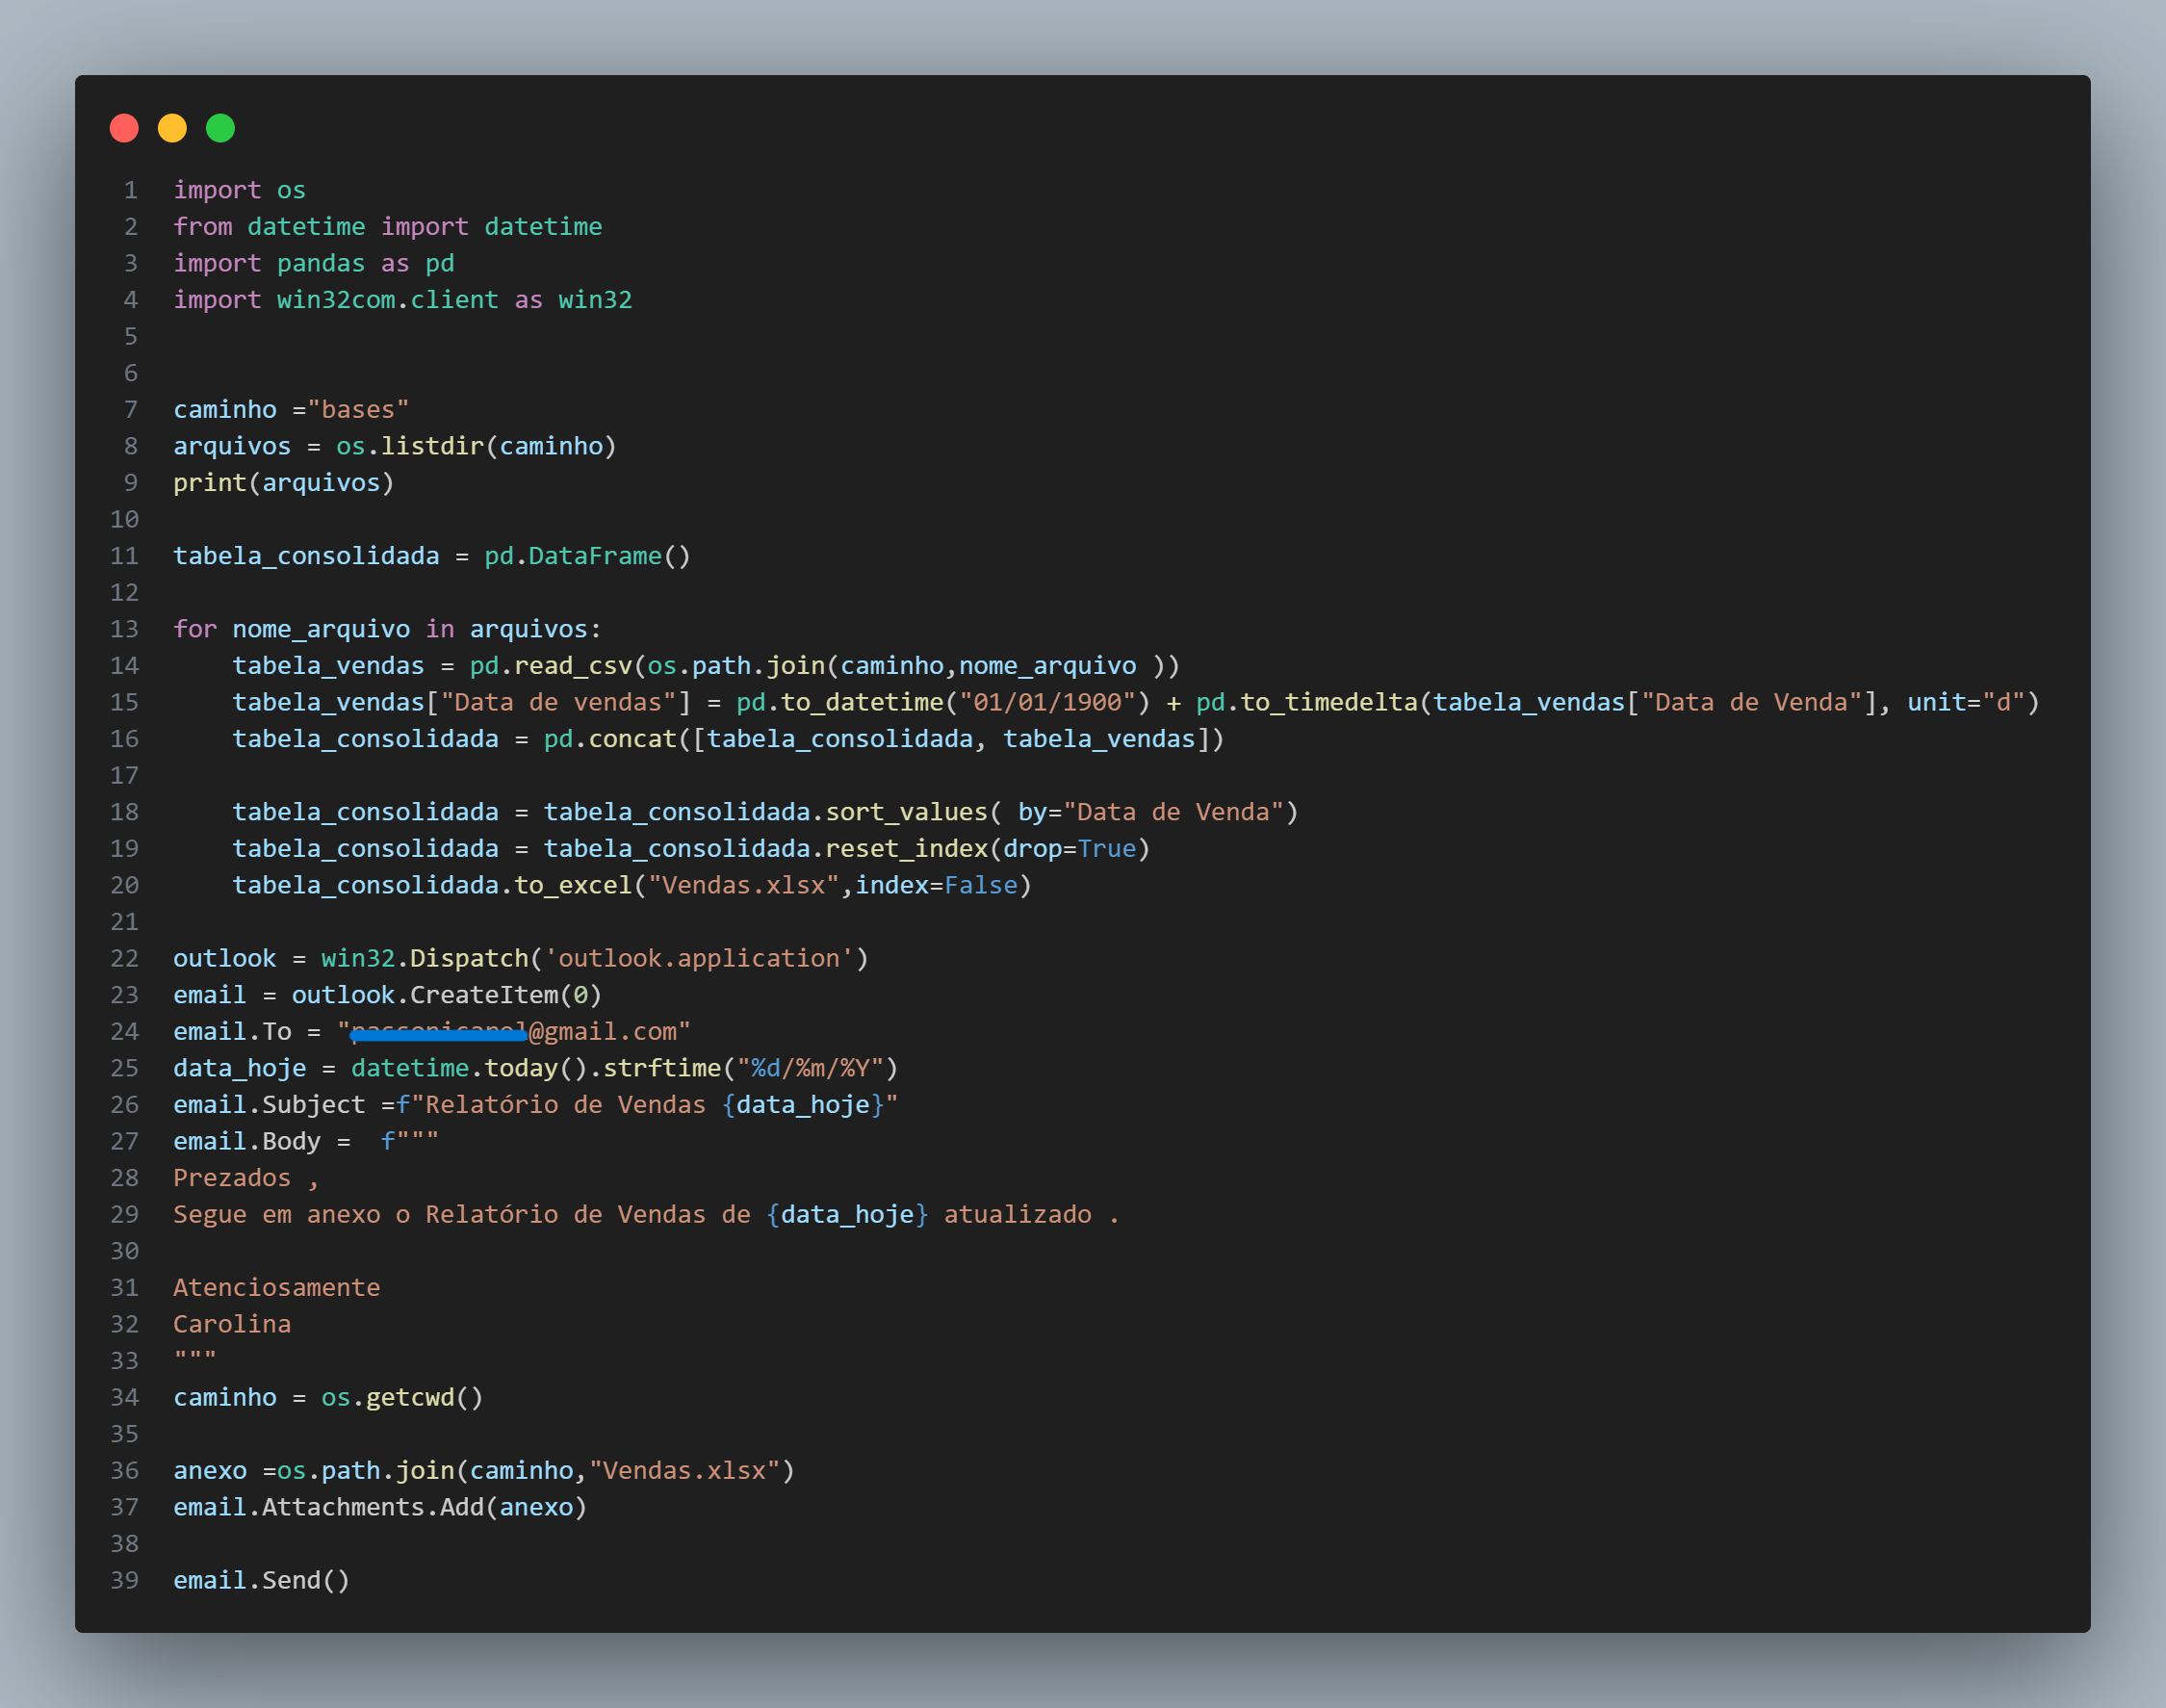 1 import os
2 from datetime import datetime
3 import pandas as pd
4 import win32com.client as win32
5
6
7 caminho ="bases"
8 arquivos = os.listdir(caminho)
9 print(arquivos)
10
11 tabela_consolidada = pd.DataFrame()
12
13 for nome_arquivo in arquivos:
14     tabela_vendas = pd.read_csv(os.path.join(caminho,nome_arquivo ))
15     tabela_vendas["Data de vendas"] = pd.to_datetime("01/01/1900") + pd.to_timedelta(tabela_vendas["Data de Venda"], unit="d")
16     tabela_consolidada = pd.concat([tabela_consolidada, tabela_vendas])
17
18     tabela_consolidada = tabela_consolidada.sort_values( by="Data de Venda")
19     tabela_consolidada = tabela_consolidada.reset_index(drop=True)
20     tabela_consolidada.to_excel("Vendas.xlsx",index=False)
21
22 outlook = win32.Dispatch('outlook.application')
23 email = outlook.CreateItem(0)
24 email.To = "@gmail.com"
25 data_hoje = datetime.today().strftime("%d/%m/%Y")
26 email.Subject =f"Relatório de Vendas {data_hoje}"
27 email.Body =  f"""
28 Prezados ,
29 Segue em anexo o Relatório de Vendas de {data_hoje} atualizado .
30
31 Atenciosamente
32 Carolina
33 """
34 caminho = os.getcwd()
35
36 anexo =os.path.join(caminho,"Vendas.xlsx")
37 email.Attachments.Add(anexo)
38
39 email.Send()